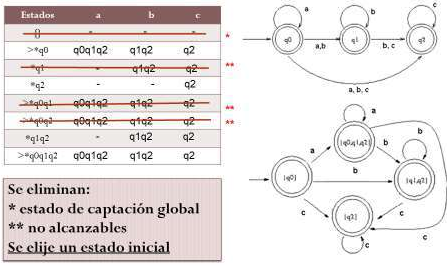 Estados a b c
{} - - - *
>*q0 q0q1q2 q1q2 q2
*q1 - q1q2 q2 **
*q2 - - q2
>*q0q1 q0q1q2 q1q2 q2 **
>*q0q2 q0q1q2 q1q2 q2 **
*q1q2 - q1q2 q2
>*q0q1q2 q0q1q2 q1q2 q2
Se eliminan:
* estado de captación global
** no alcanzables
Se elije un estado inicial
a b c
q0 q1 q2
a,b b, c
a, b, c
a
{q0,q1,q2}
a b b
{q0} {q1,q2}
b
c {q2} c c
c